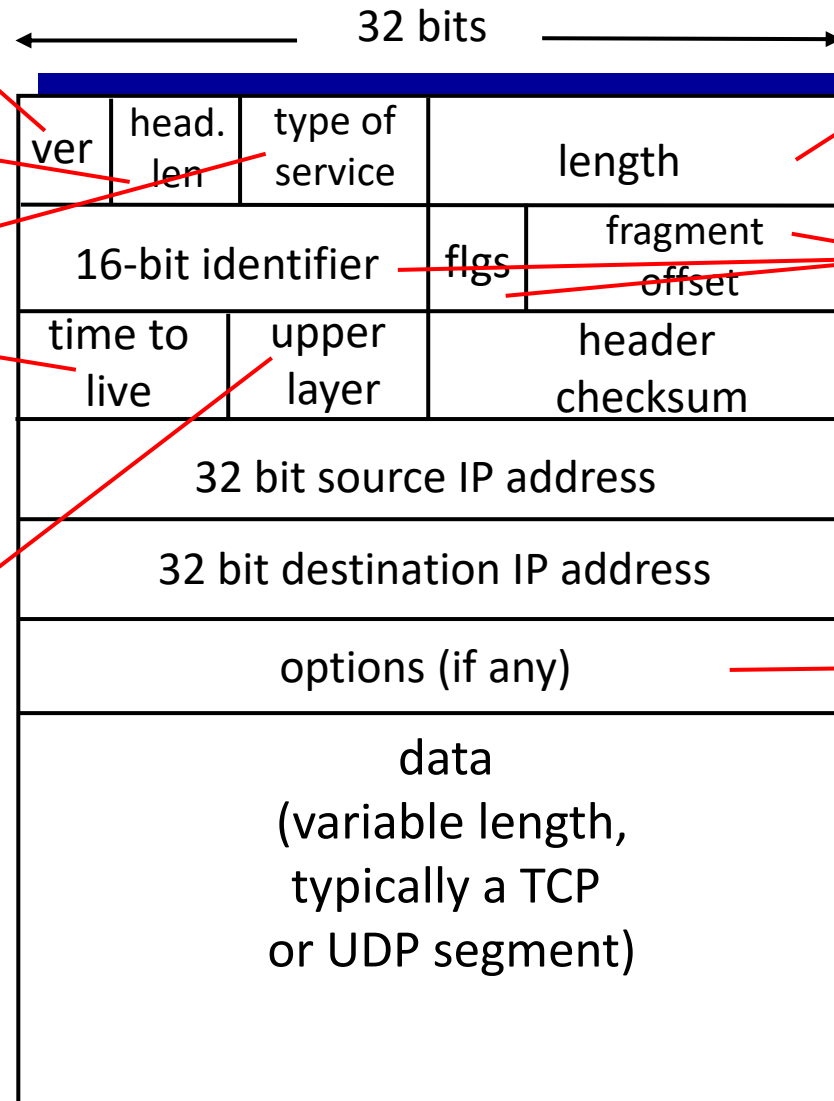 32 bits
ver
head.
len
type of
service
length
16-bit identifier
flgs
fragment
offset
time to
live
upper
layer
header
checksum
32 bit source IP address
32 bit destination IP address
options (if any)
data
(variable length,
typically a TCP
or UDP segment)